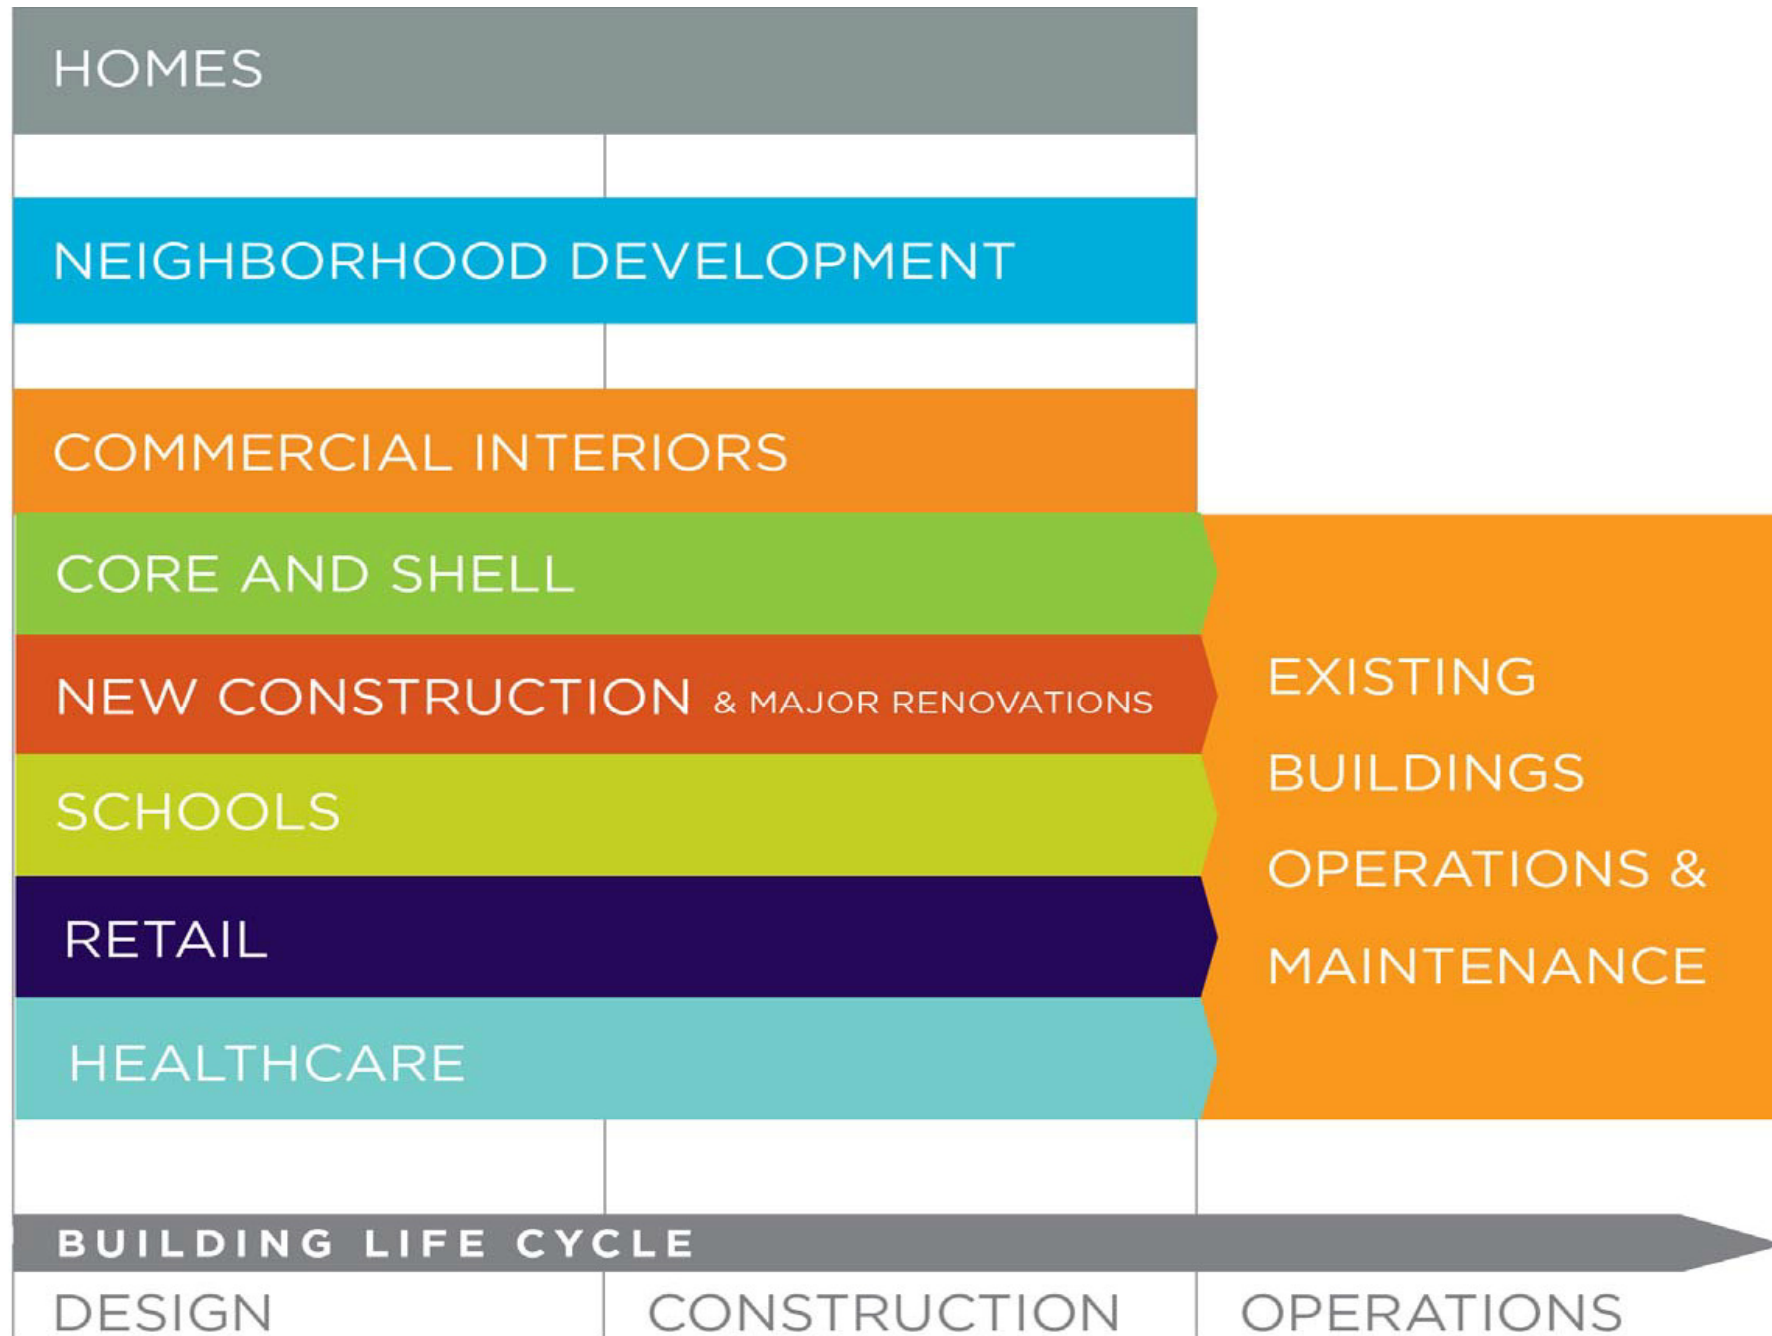 HOMES
NEIGHBORHOOD DEVELOPMENT
COMMERCIAL INTERIORS
CORE AND SHELL
NEW CONSTRUCTION & MAJOR RENOVATIONS
SCHOOLS
RETAIL
HEALTHCARE
EXISTING
BUILDINGS
OPERATIONS &
MAINTENANCE
BUILDING LIFE CYCLE
DESIGN
CONSTRUCTION
OPERATIONS